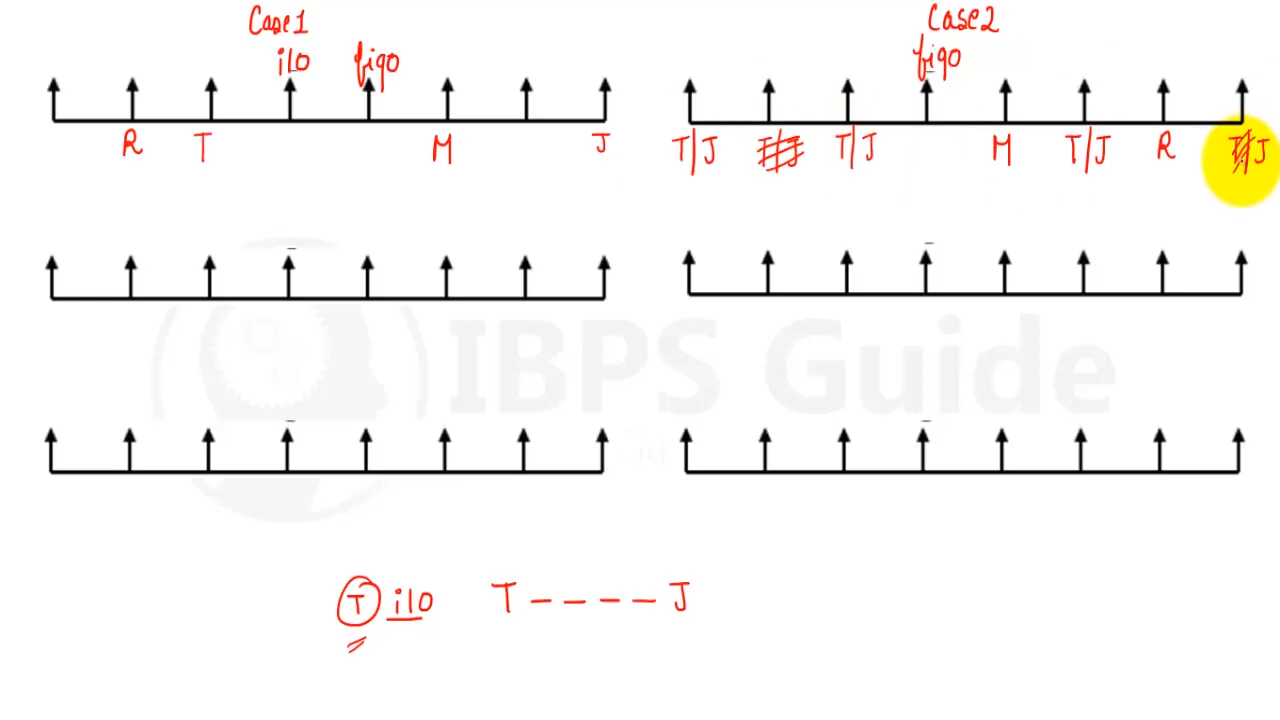 Case1 Case2
ilo figo figo
R T M J T/J T/J M T/J R J
IBPS Guide
T ilo T - - - - J